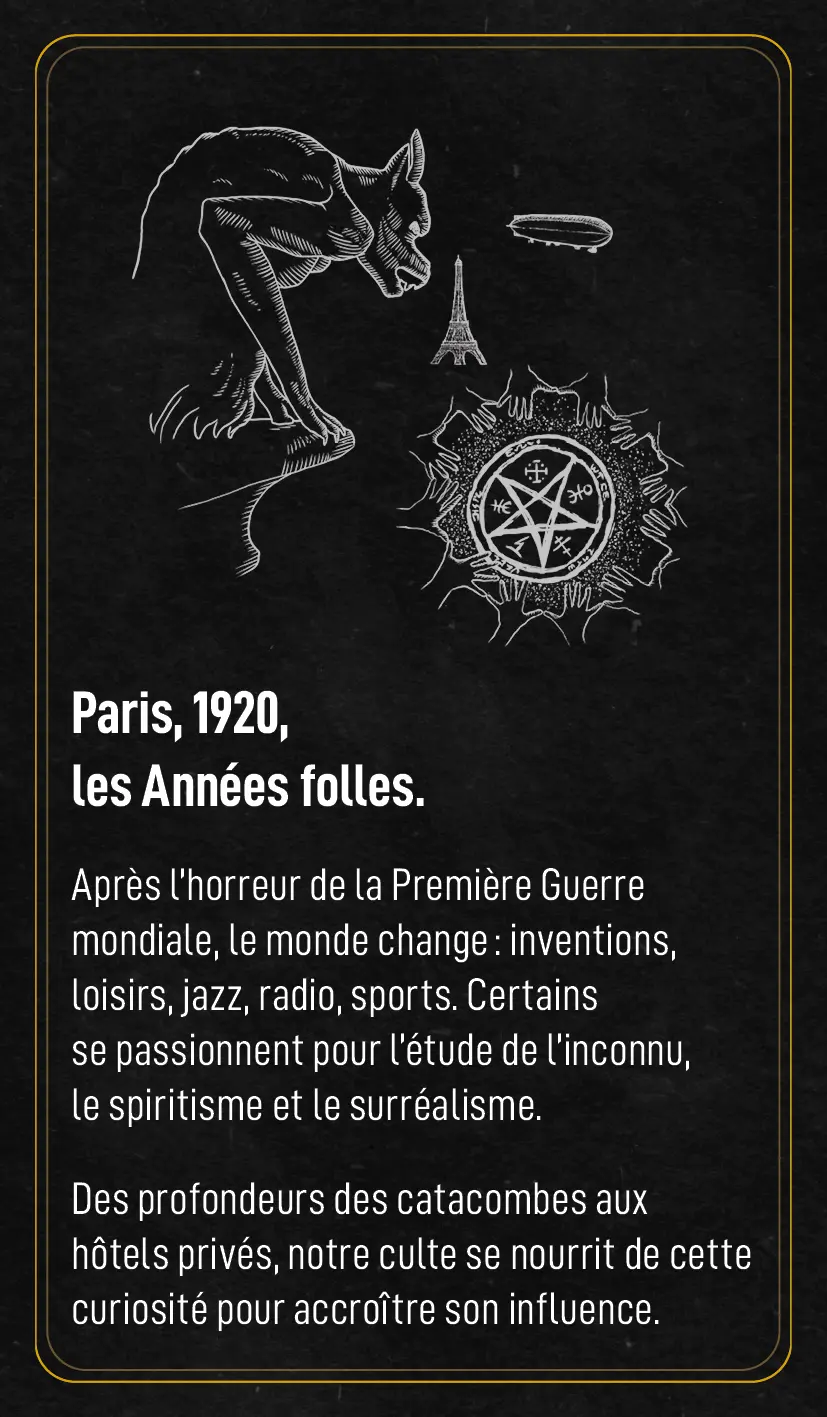 Paris, 1920,
les Années folles.
Après l’horreur de la Première Guerre
mondiale, le monde change : inventions,
loisirs, jazz, radio, sports. Certains
se passionnent pour l’étude de l’inconnu,
le spiritisme et le surréalisme.
Des profondeurs des catacombes aux
hôtels privés, notre culte se nourrit de cette
curiosité pour accroître son influence.